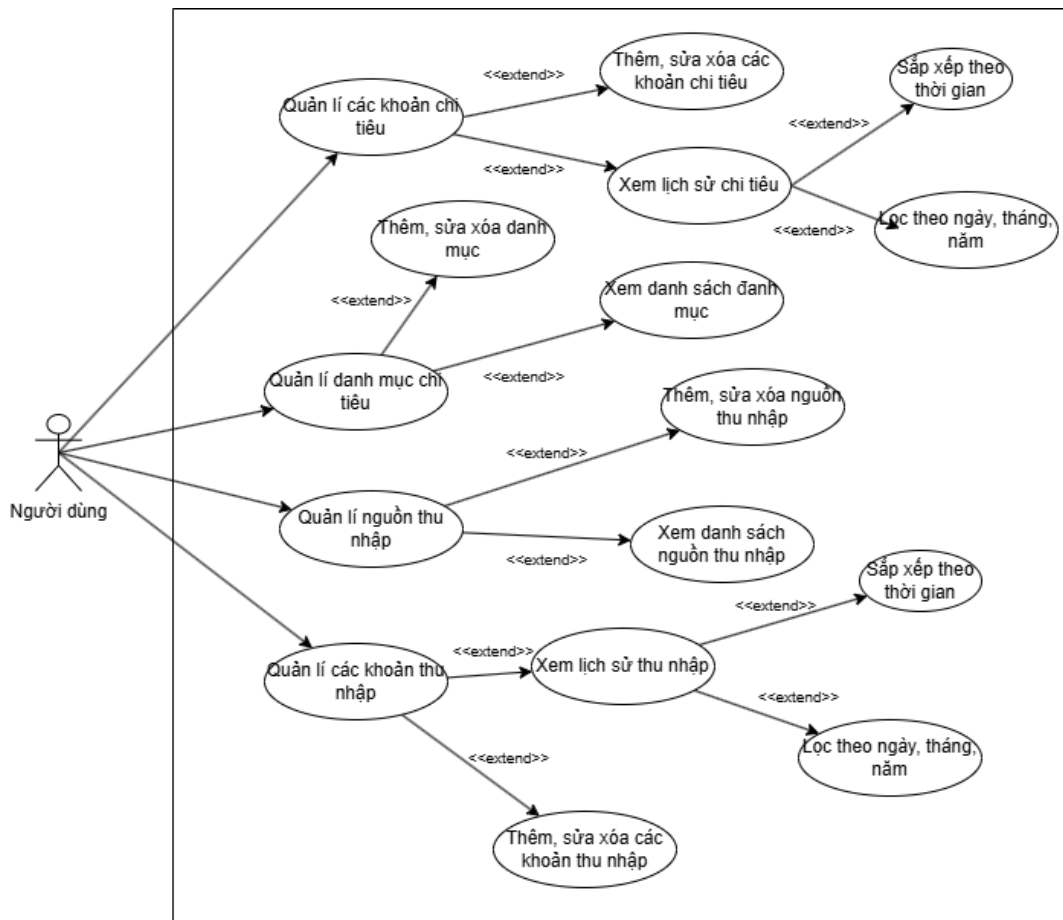 Thêm, sửa xóa các
khoản chi tiêu
<<extend>>
Sắp xếp theo
thời gian
Quản lí các khoản chi
tiêu
<<extend>>
<<extend>>
Xem lịch sử chi tiêu
Thêm, sửa xóa danh
mục
<<extend>>
Lọc theo ngày, tháng,
năm
<<extend>>
Xem danh sách đanh
mục
Quản lí danh mục chi
tiêu
<<extend>>
Thêm, sửa xóa nguồn
thu nhập
<<extend>>
Người dùng
Quản lí nguồn thu
nhập
Xem danh sách
nguồn thu nhập
<<extend>>
Sắp xếp theo
thời gian
<<extend>>
Quản lí các khoản thu
nhập
<<extend>>
Xem lịch sử thu nhập
<<extend>>
Lọc theo ngày, tháng,
năm
<<extend>>
Thêm, sửa xóa các
khoản thu nhập